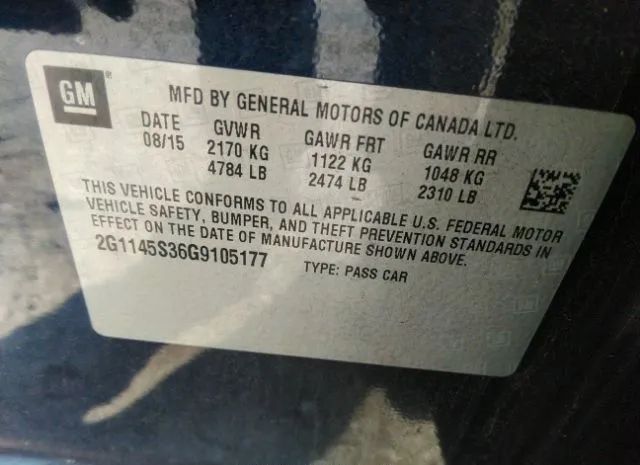 GM ®
MFD BY GENERAL MOTORS OF CANADA LTD.
DATE GVWR GAWR FRT GAWR RR
08/15 2170 KG 1122 KG 1048 KG
4784 LB 2474 LB 2310 LB
THIS VEHICLE CONFORMS TO ALL APPLICABLE U.S. FEDERAL MOTOR
VEHICLE SAFETY, BUMPER, AND THEFT PREVENTION STANDARDS IN
EFFECT ON THE DATE OF MANUFACTURE SHOWN ABOVE.
2G1145S36G9105177 TYPE: PASS CAR